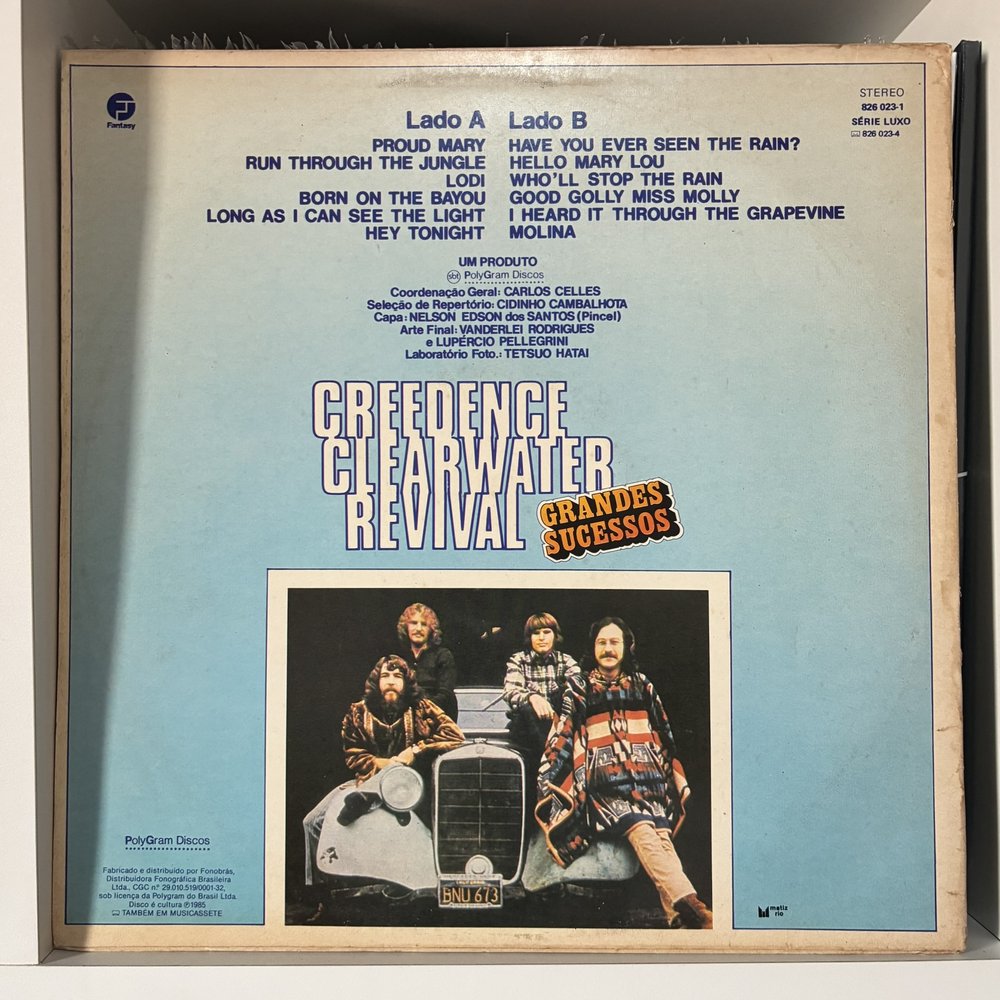 Fantasy
STEREO
826 023-1
SÉRIE LUXO
826 023-4
Lado A
PROUD MARY
RUN THROUGH THE JUNGLE
LODI
BORN ON THE BAYOU
LONG AS I CAN SEE THE LIGHT
HEY TONIGHT
Lado B
HAVE YOU EVER SEEN THE RAIN?
HELLO MARY LOU
WHO'LL STOP THE RAIN
GOOD GOLLY MISS MOLLY
I HEARD IT THROUGH THE GRAPEVINE
MOLINA
UM PRODUTO
sbt PolyGram Discos
Coordenação Geral: CARLOS CELLES
Seleção de Repertório: CIDINHO CAMBALHOTA
Capa: NELSON EDSON dos SANTOS (Pincel)
Arte Final: VANDERLEI RODRIGUES
e LUPÉRCIO PELLEGRINI
Laboratório Foto.: TETSUO HATAI
CREEDENCE
CLEARWATER
REVIVAL
GRANDES
SUCESSOS
BNU 673
PolyGram Discos
Fabricado e distribuído por Fonobrás,
Distribuidora Fonográfica Brasileira
Ltda., CGC n.º 29.010.519/0001-32,
sob licença da Polygram do Brasil Ltda.
Disco é cultura ℗1985
TAMBÉM EM MUSICASSETE
matiz
rio